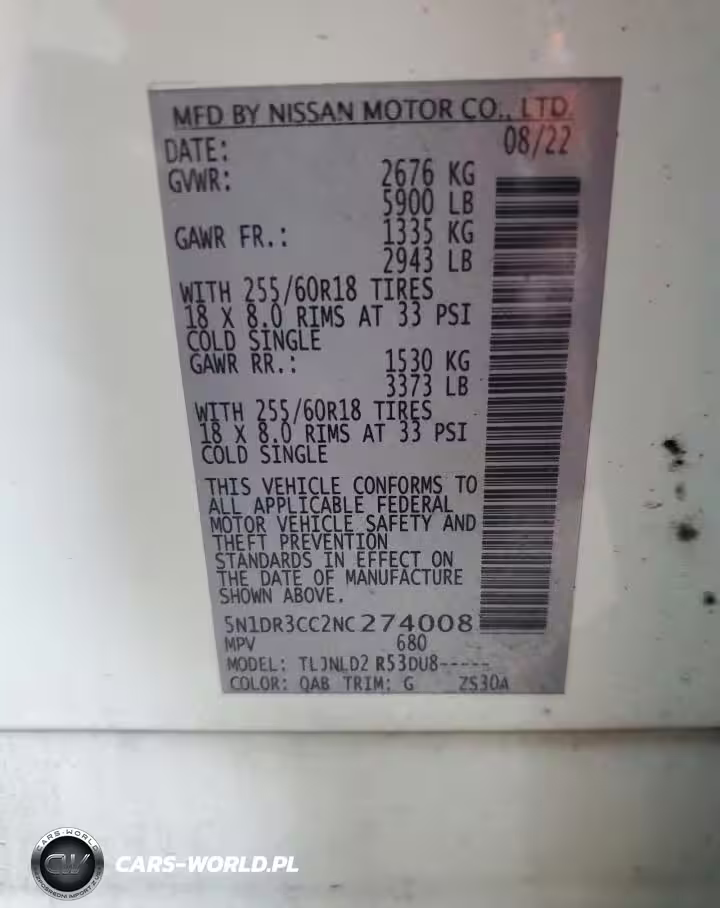 MFD BY NISSAN MOTOR CO., LTD.
DATE: 08/22
GVWR: 2676 KG
5900 LB
GAWR FR.: 1335 KG
2943 LB
WITH 255/60R18 TIRES
18 X 8.0 RIMS AT 33 PSI
COLD SINGLE
GAWR RR.: 1530 KG
3373 LB
WITH 255/60R18 TIRES
18 X 8.0 RIMS AT 33 PSI
COLD SINGLE
THIS VEHICLE CONFORMS TO
ALL APPLICABLE FEDERAL
MOTOR VEHICLE SAFETY AND
THEFT PREVENTION
STANDARDS IN EFFECT ON
THE DATE OF MANUFACTURE
SHOWN ABOVE.
5N1DR3CC2NC274008
MPV 680
MODEL: TLJNLD2 R53DU8-----
COLOR: QAB TRIM: G ZS30A
CARS-WORLD
CW
CARS-WORLD.PL